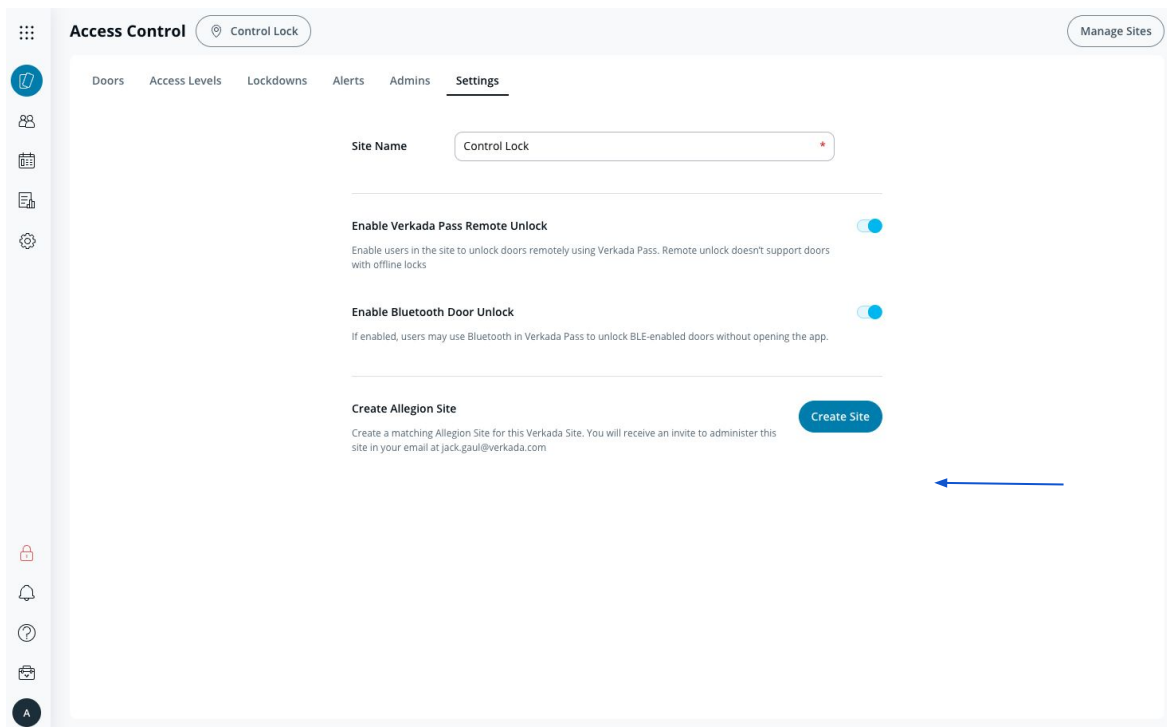 Access Control
Control Lock
Manage Sites
Doors
Access Levels
Lockdowns
Alerts
Admins
Settings
Site Name
Control Lock *
Enable Verkada Pass Remote Unlock
Enable users in the site to unlock doors remotely using Verkada Pass. Remote unlock doesn't support doors
with offline locks
Enable Bluetooth Door Unlock
If enabled, users may use Bluetooth in Verkada Pass to unlock BLE-enabled doors without opening the app.
Create Allegion Site
Create Site
Create a matching Allegion Site for this Verkada Site. You will receive an invite to administer this
site in your email at jack.gaul@verkada.com
A